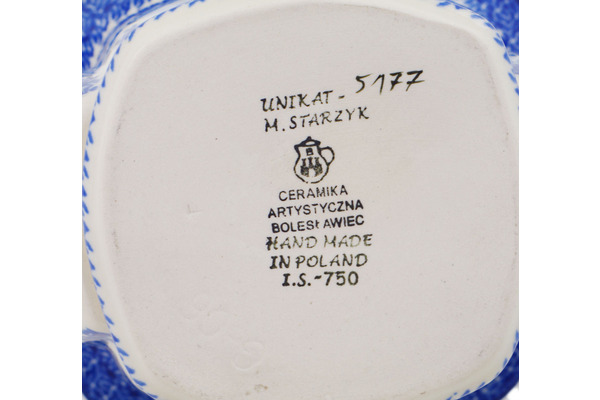 UNIKAT - 5177
M. STARZYK
B
CERAMIKA
ARTYSTYCZNA
BOLESŁAWIEC
HAND MADE
IN POLAND
I.S.-750